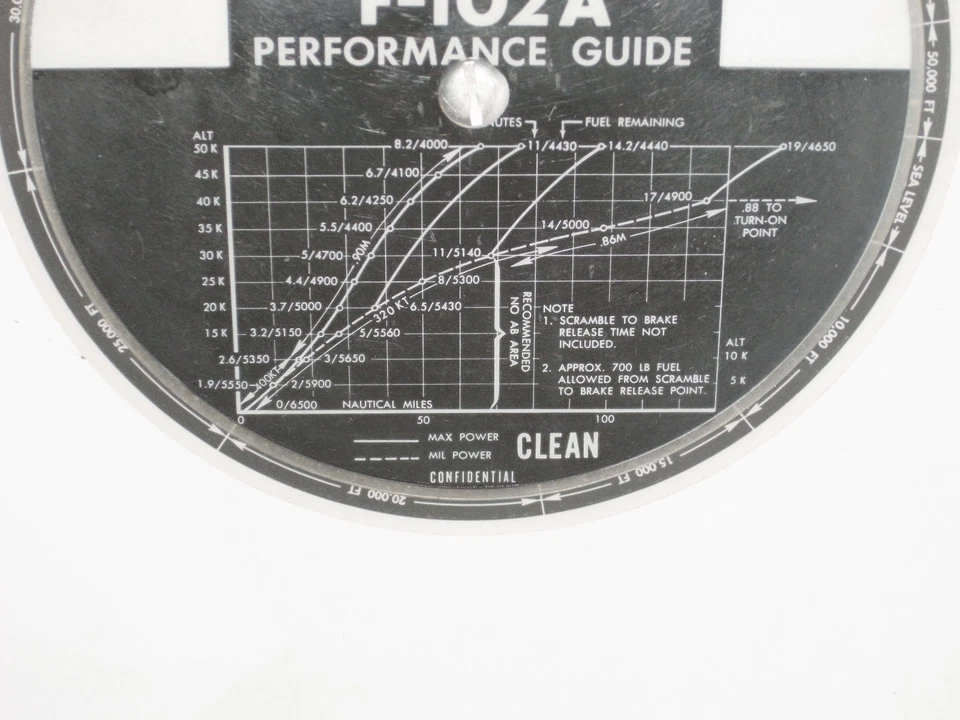 F-102A
PERFORMANCE GUIDE
UTES
FUEL REMAINING
ALT
50 K
8.2/4000
11/4430
14.2/4440
19/4650
45 K
6.7/4100
40 K
6.2/4250
17/4900
.88 TO
TURN-ON
POINT
35 K
5.5/4400
14/5000
.86M
.90M
30 K
5/4700
11/5140
25 K
4.4/4900
8/5300
20 K
3.7/5000
320 KT
6.5/5430
RECOMMENDED
NO AB AREA
15 K
3.2/5150
5/5560
2.6/5350
3/5650
400KT
1.9/5550
2/5900
0/6500
NAUTICAL MILES
NOTE
1. SCRAMBLE TO BRAKE
RELEASE TIME NOT
INCLUDED.
2. APPROX. 700 LB FUEL
ALLOWED FROM SCRAMBLE
TO BRAKE RELEASE POINT.
ALT
10 K
5 K
0
50
100
MAX POWER
MIL POWER
CLEAN
CONFIDENTIAL
30,0
25,000 FT
20,000 FT
15,000 FT
10,000 FT
SEA LEVEL
50,000 FT